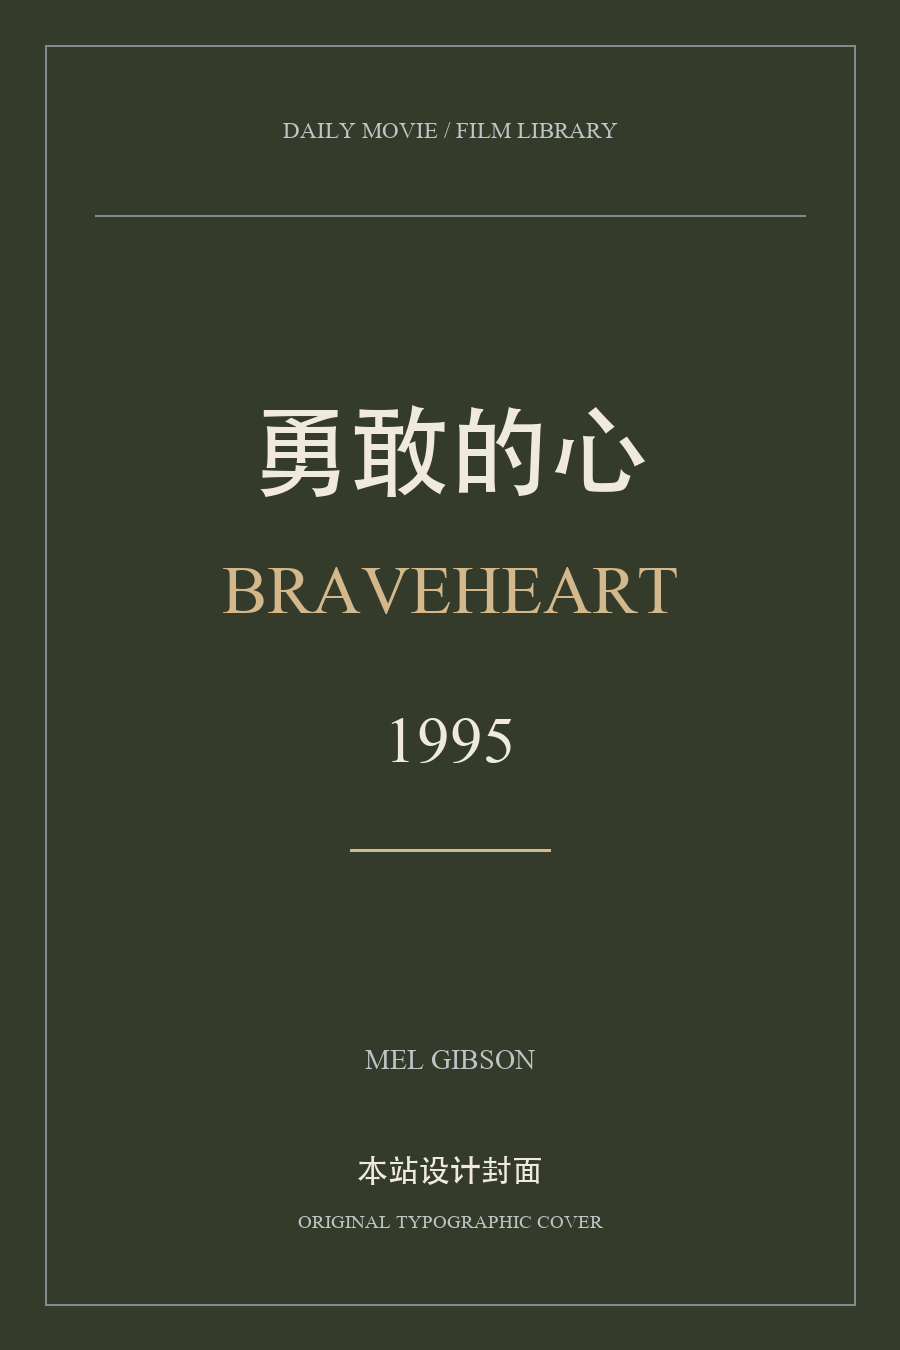 DAILY MOVIE / FILM LIBRARY
勇敢的心
BRAVEHEART
1995
MEL GIBSON
本站设计封面
ORIGINAL TYPOGRAPHIC COVER